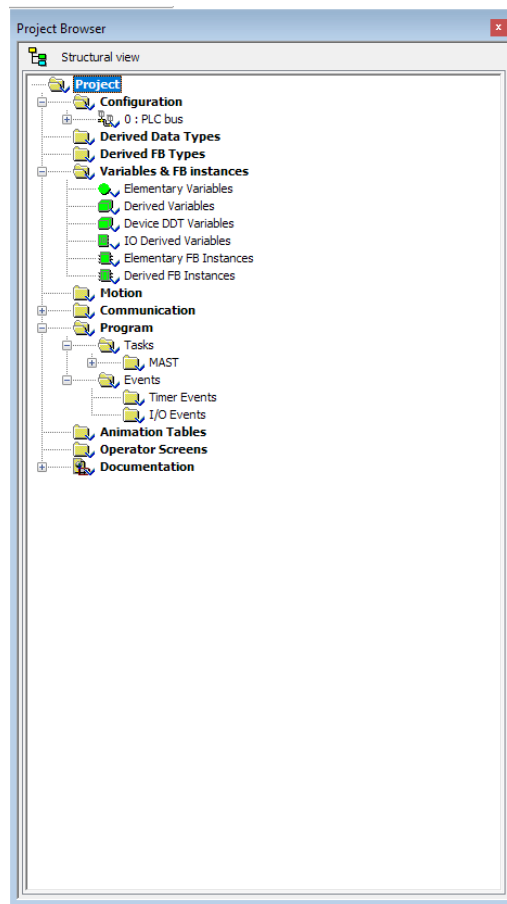 Project Browser
x
Structural view
Project
Configuration
0 : PLC bus
Derived Data Types
Derived FB Types
Variables & FB instances
Elementary Variables
Derived Variables
Device DDT Variables
IO Derived Variables
Elementary FB Instances
Derived FB Instances
Motion
Communication
Program
Tasks
MAST
Events
Timer Events
I/O Events
Animation Tables
Operator Screens
Documentation